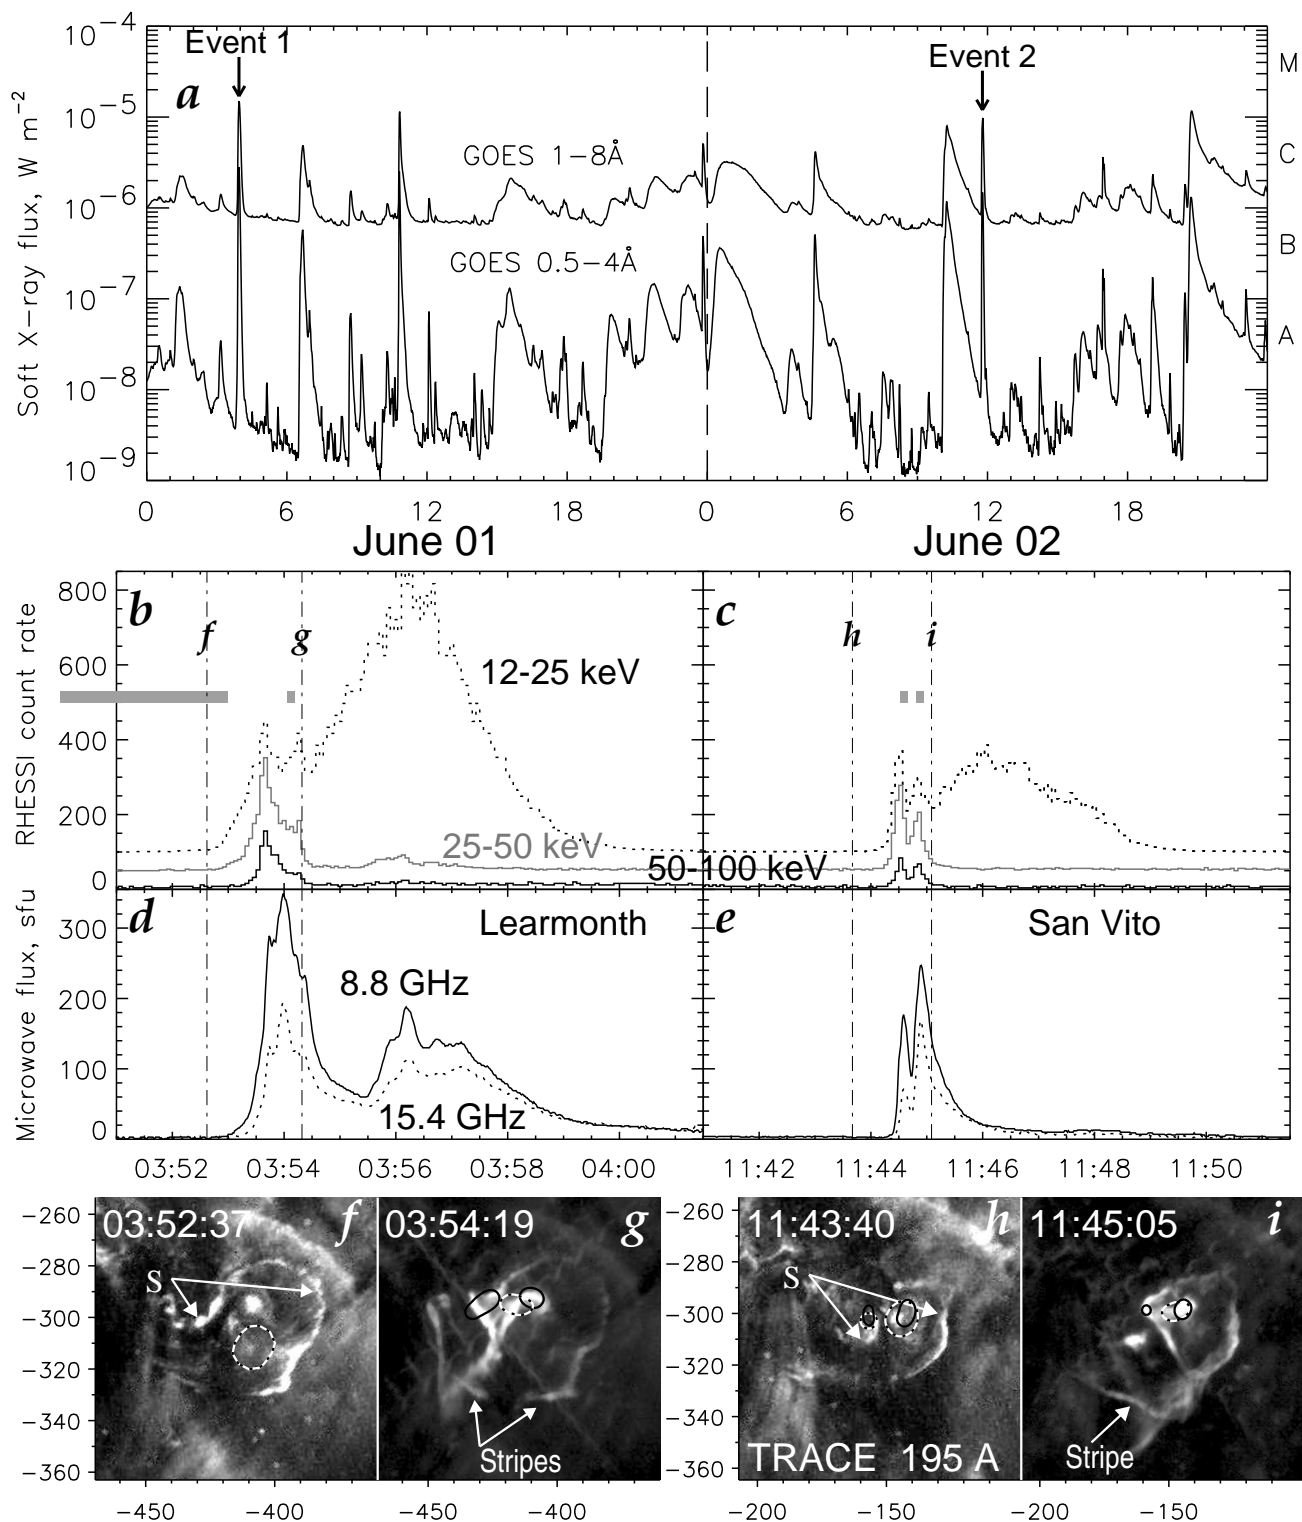 10−4
Event 1
Event 2
M
a
10−5
GOES 1−8Å
C
10−6
GOES 0.5−4Å
B
10−7
A
10−8
10−9
Soft X−ray flux, W m−2
0 6 12 18 0 6 12 18
June 01 June 02
800
b c
f g h i
600
12-25 keV
400
200
25-50 keV
50-100 keV
0
RHESSI count rate
d Learmonth e San Vito
300
8.8 GHz
200
100
15.4 GHz
0
Microwave flux, sfu
03:52 03:54 03:56 03:58 04:00 11:42 11:44 11:46 11:48 11:50
−260 03:52:37 f 03:54:19 g −260 11:43:40 h 11:45:05 i
−280 S −280 S
−300 −300
−320 −320
−340 −340
Stripes Stripe
−360 −360 TRACE 195 A
−450 −400 −450 −400 −200 −150 −200 −150